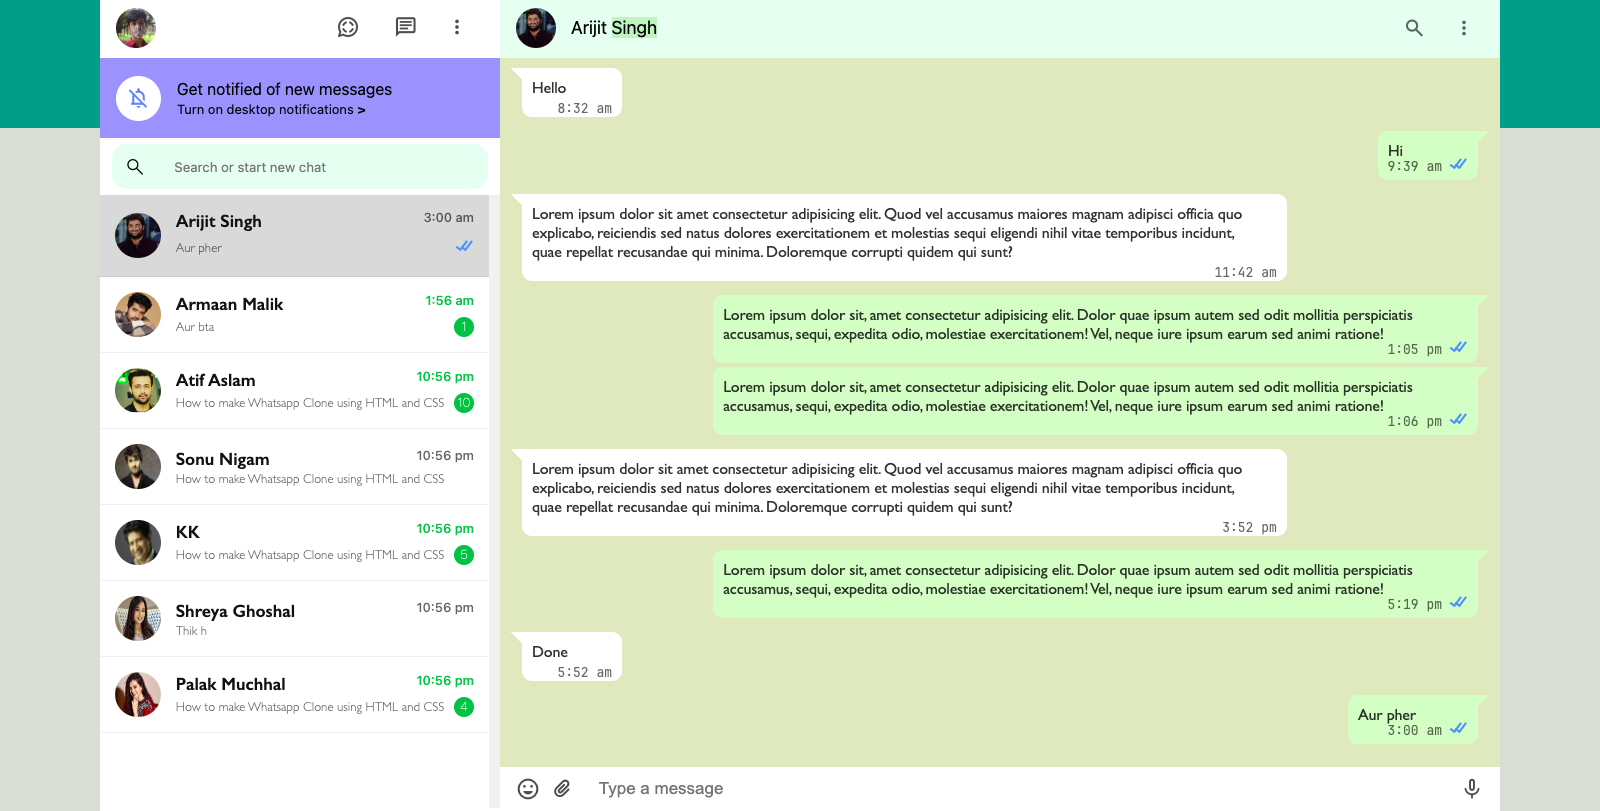 Get notified of new messages
Turn on desktop notifications >
Search or start new chat
Arijit Singh
3:00 am
Aur pher
Armaan Malik
1:56 am
Aur bta
1
Atif Aslam
10:56 pm
How to make Whatsapp Clone using HTML and CSS
10
Sonu Nigam
10:56 pm
How to make Whatsapp Clone using HTML and CSS
KK
10:56 pm
How to make Whatsapp Clone using HTML and CSS
5
Shreya Ghoshal
10:56 pm
Thik h
Palak Muchhal
10:56 pm
How to make Whatsapp Clone using HTML and CSS
4
Arijit Singh
Hello
8:32 am
Hi
9:39 am
Lorem ipsum dolor sit amet consectetur adipisicing elit. Quod vel accusamus maiores magnam adipisci officia quo
explicabo, reiciendis sed natus dolores exercitationem et molestias sequi eligendi nihil vitae temporibus incidunt,
quae repellat recusandae qui minima. Doloremque corrupti quidem qui sunt?
11:42 am
Lorem ipsum dolor sit, amet consectetur adipisicing elit. Dolor quae ipsum autem sed odit mollitia perspiciatis
accusamus, sequi, expedita odio, molestiae exercitationem! Vel, neque iure ipsum earum sed animi ratione!
1:05 pm
Lorem ipsum dolor sit, amet consectetur adipisicing elit. Dolor quae ipsum autem sed odit mollitia perspiciatis
accusamus, sequi, expedita odio, molestiae exercitationem! Vel, neque iure ipsum earum sed animi ratione!
1:06 pm
Lorem ipsum dolor sit amet consectetur adipisicing elit. Quod vel accusamus maiores magnam adipisci officia quo
explicabo, reiciendis sed natus dolores exercitationem et molestias sequi eligendi nihil vitae temporibus incidunt,
quae repellat recusandae qui minima. Doloremque corrupti quidem qui sunt?
3:52 pm
Lorem ipsum dolor sit, amet consectetur adipisicing elit. Dolor quae ipsum autem sed odit mollitia perspiciatis
accusamus, sequi, expedita odio, molestiae exercitationem! Vel, neque iure ipsum earum sed animi ratione!
5:19 pm
Done
5:52 am
Aur pher
3:00 am
Type a message